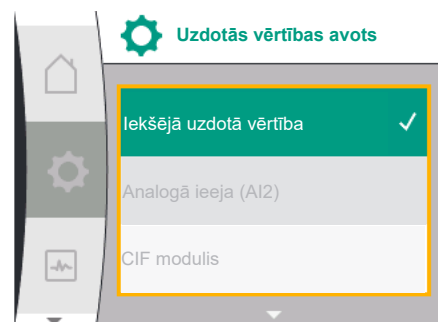 Uzdotās vērtības avots
Iekšējā uzdotā vērtība
Analogā ieeja (AI2)
CIF modulis